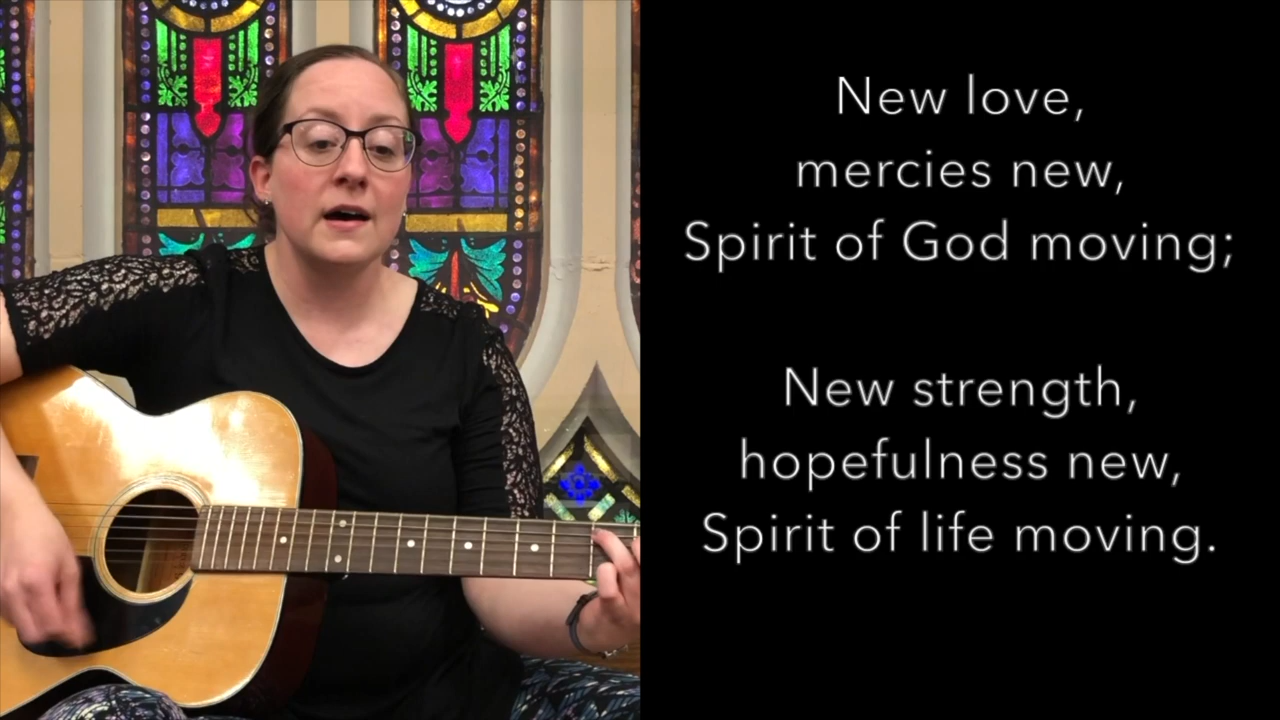 New love,
mercies new,
Spirit of God moving;
New strength,
hopefulness new,
Spirit of life moving.